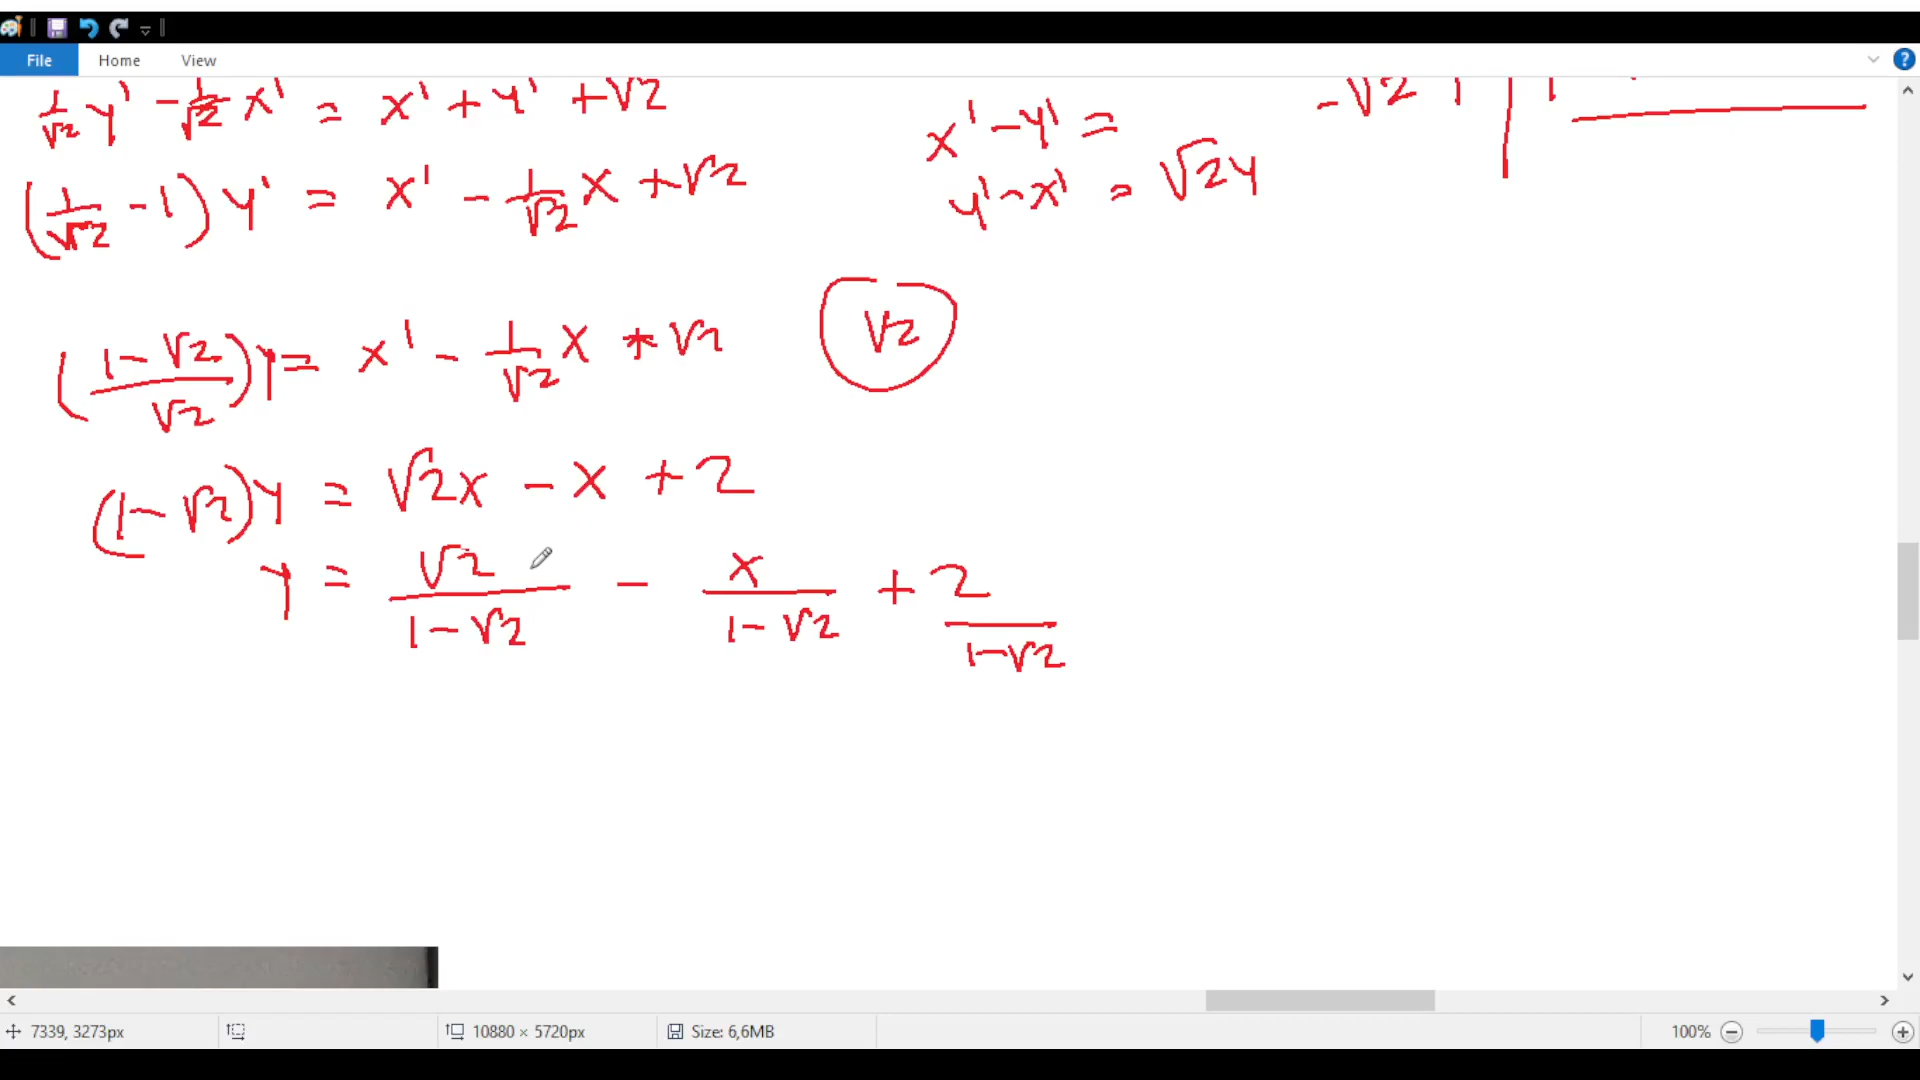 File Home View
1/√2 y' - 1/√2 x' = x' + y' + √2
(1/√2 - 1) y' = x' - 1/√2 x + √2
(1 - √2 / √2) y = x' - 1/√2 x * √2
(1 - √2) y = √2x - x + 2
y = √2 / 1 - √2 - x / 1 - √2 + 2 / 1 - √2
x' - y' =
y' - x' = √2y
√2
-√2
7339, 3273px 10880 × 5720px Size: 6,6MB 100%